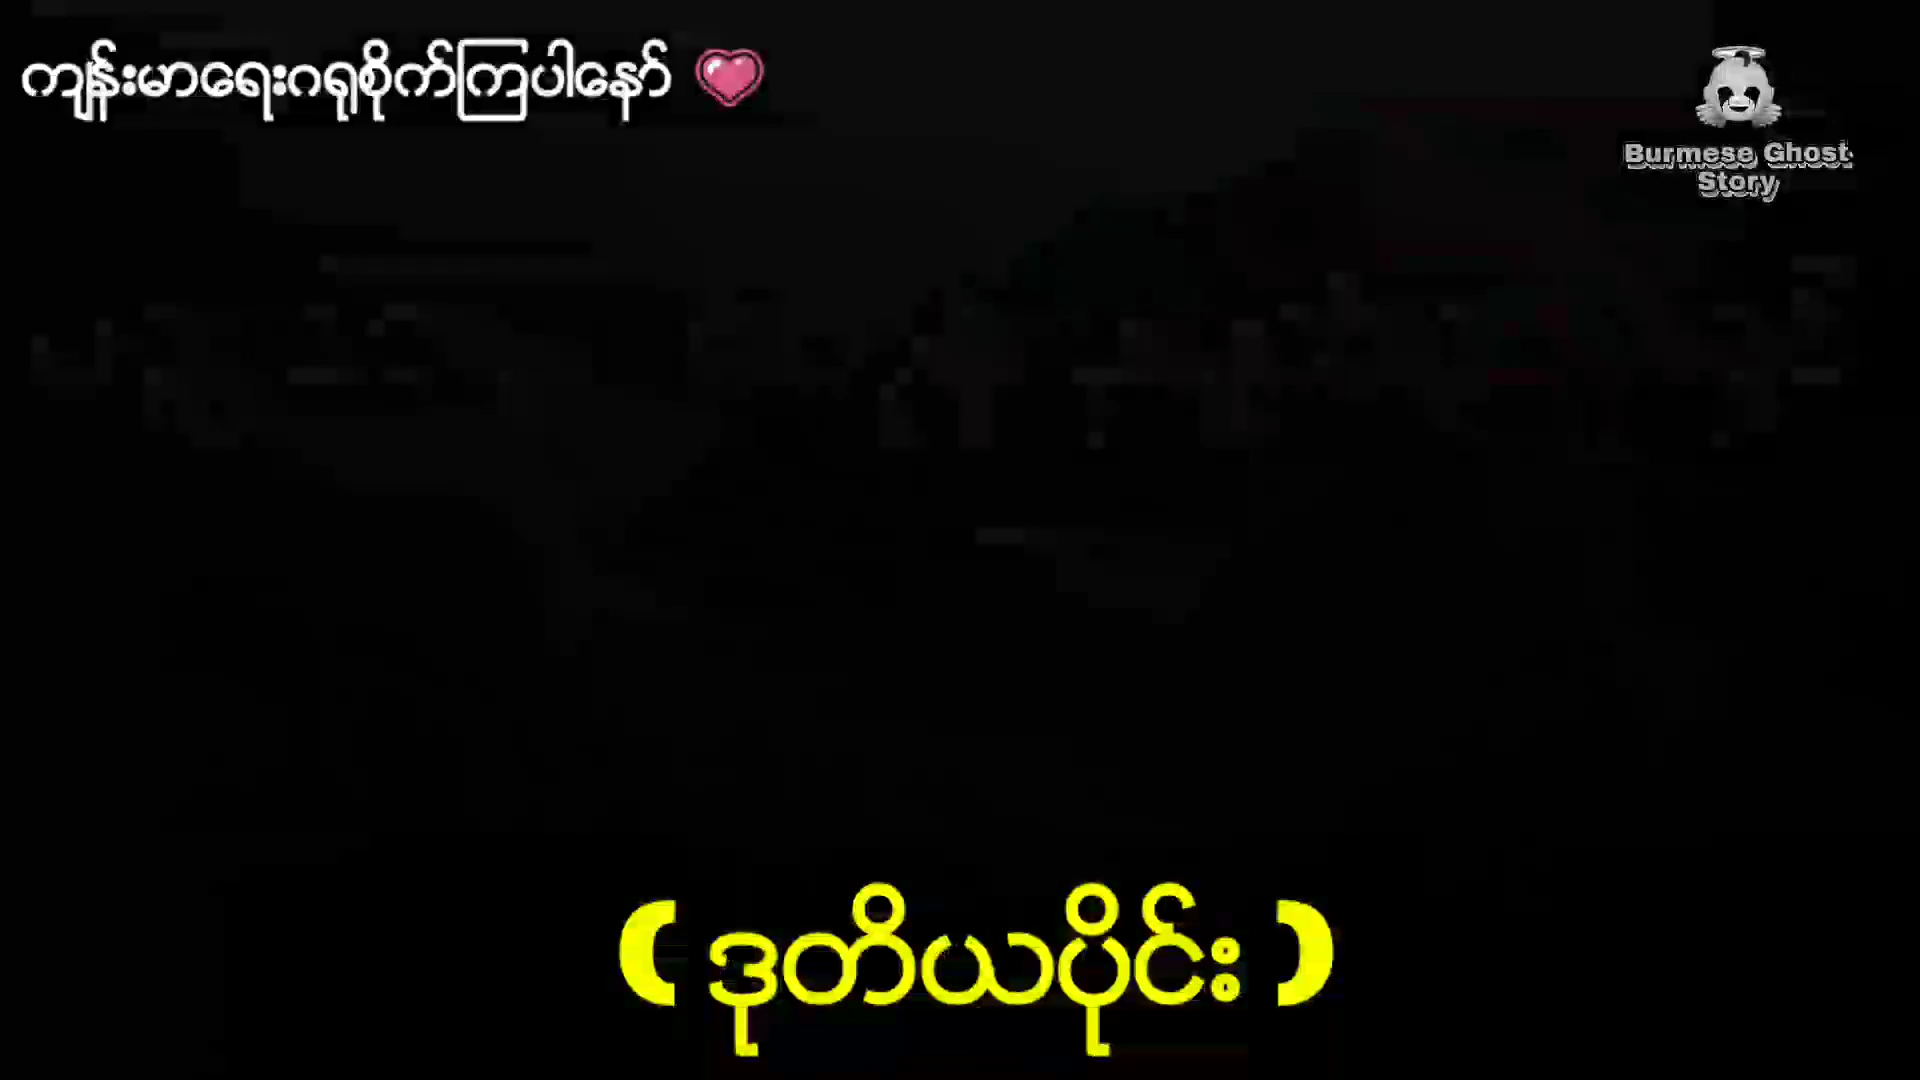 ကျန်းမာရေးဂရုစိုက်ကြပါနော် 💗
Burmese Ghost
Story
( ဒုတိယပိုင်း )